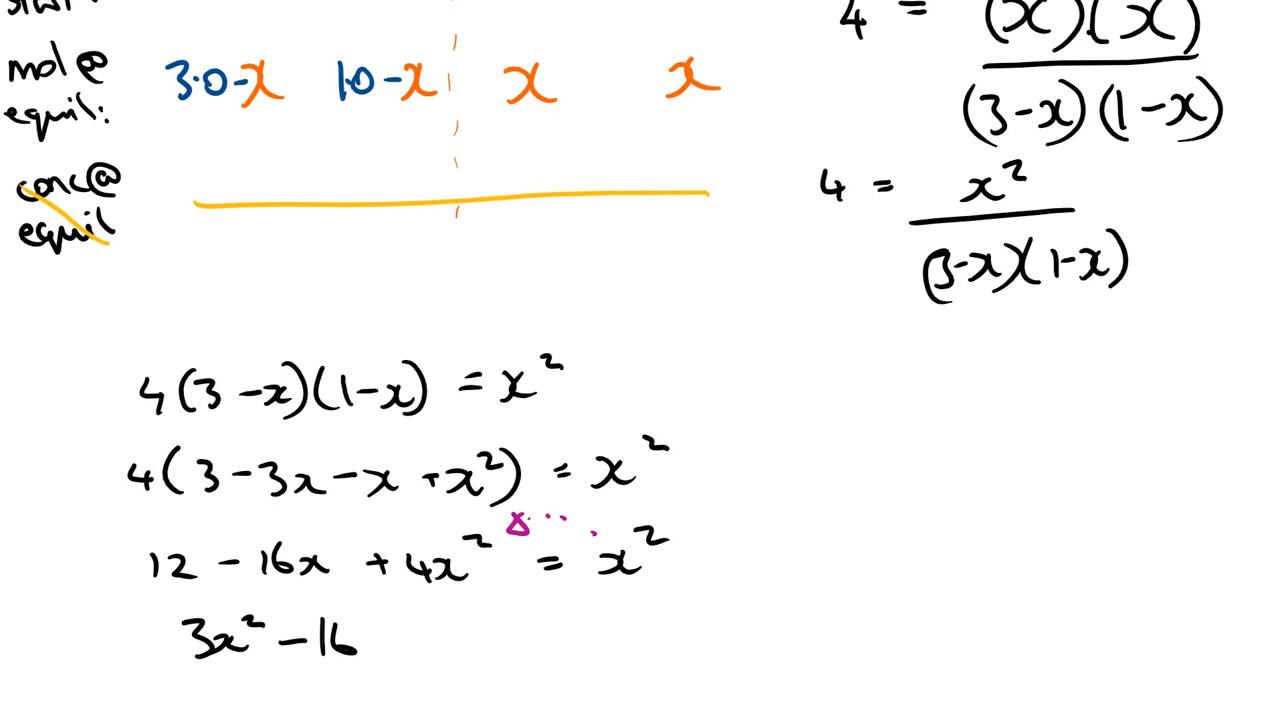 mol @ 3.0-x 1.0-x x x
equil:
conc@
equil
4 = (x)(x)
(3-x)(1-x)
4 = x²
(3-x)(1-x)
4(3-x)(1-x) = x²
4(3-3x-x+x²) = x²
12 - 16x + 4x² = x²
3x² - 16